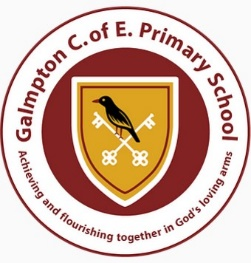 Galmpton C. of E. Primary School
Achieving and flourishing together in God's loving arms